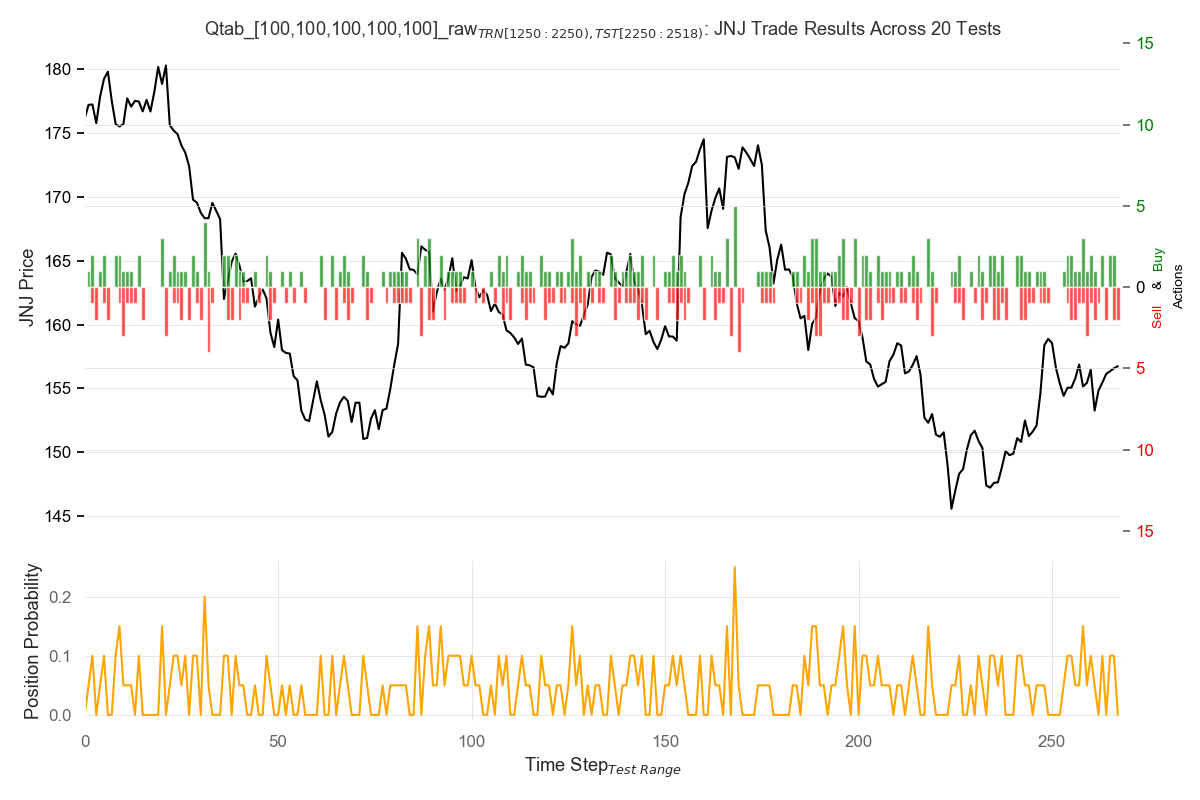 Qtab_[100,100,100,100,100]_raw_TRN[1250:2250),TST[2250:2518): JNJ Trade Results Across 20 Tests
180
175
170
165
160
155
150
145
JNJ Price
15
10
5
0
5
10
15
Sell & Buy
Actions
0.2
0.1
0.0
Position Probability
0 50 100 150 200 250
Time Step Test Range